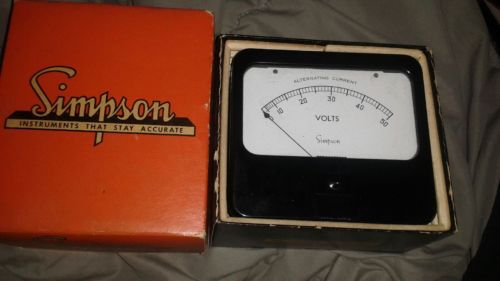 Simpson
INSTRUMENTS THAT STAY ACCURATE
ALTERNATING CURRENT
0 10 20 30 40 50
VOLTS
Simpson